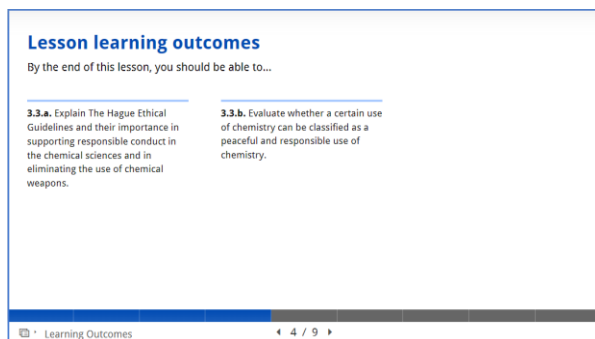 Lesson learning outcomes
By the end of this lesson, you should be able to...
3.3.a. Explain The Hague Ethical
Guidelines and their importance in
supporting responsible conduct in
the chemical sciences and in
eliminating the use of chemical
weapons.
3.3.b. Evaluate whether a certain use
of chemistry can be classified as a
peaceful and responsible use of
chemistry.
Learning Outcomes
4 / 9